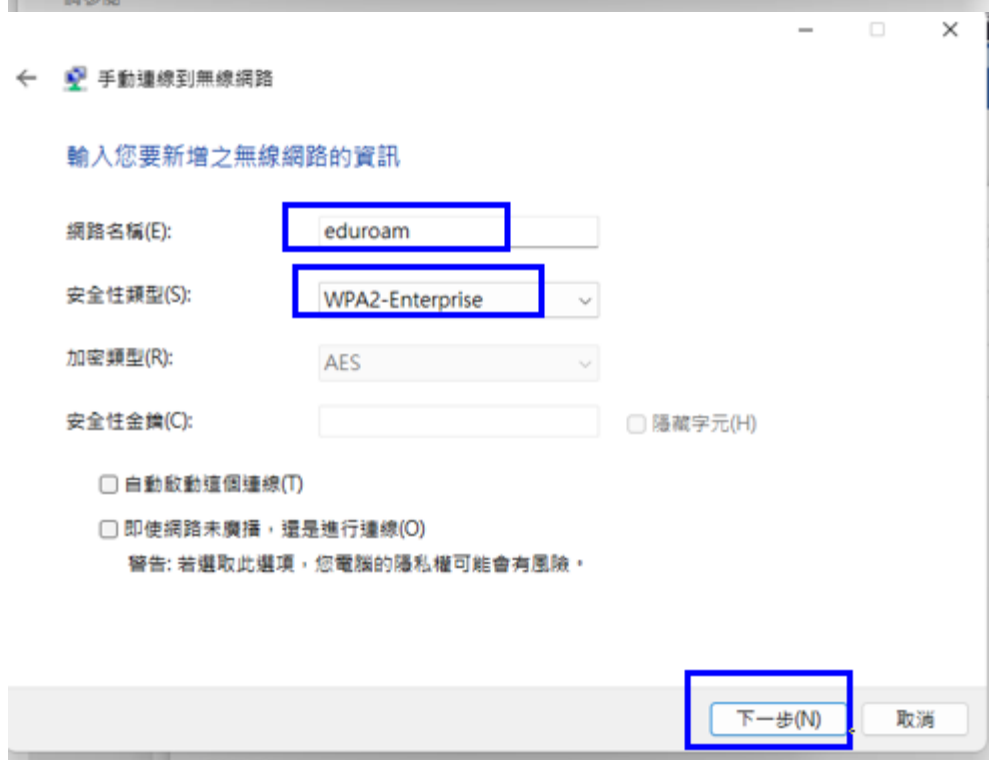 手動連線到無線網路
輸入您要新增之無線網路的資訊
網路名稱(E):
eduroam
安全性類型(S):
WPA2-Enterprise
加密類型(R):
AES
安全性金鑰(C):
隱藏字元(H)
自動啟動這個連線(T)
即使網路未廣播，還是進行連線(O)
警告: 若選取此選項，您電腦的隱私權可能會有風險。
下一步(N)
取消